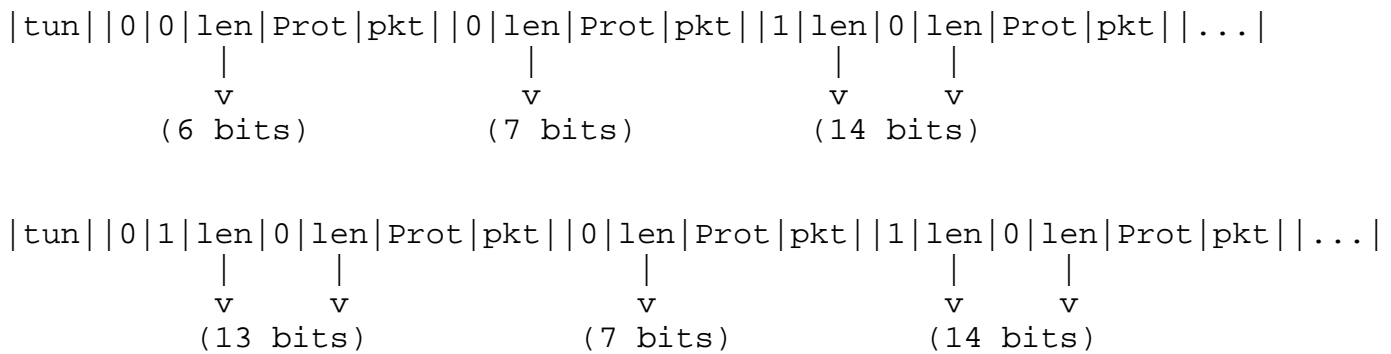 |tun||0|0|len|Prot|pkt||0|len|Prot|pkt||1|len|0|len|Prot|pkt||...|
| | | |
v v v v
(6 bits) (7 bits) (14 bits)
|tun||0|1|len|0|len|Prot|pkt||0|len|Prot|pkt||1|len|0|len|Prot|pkt||...|
| | | | |
v v v v v
(13 bits) (7 bits) (14 bits)